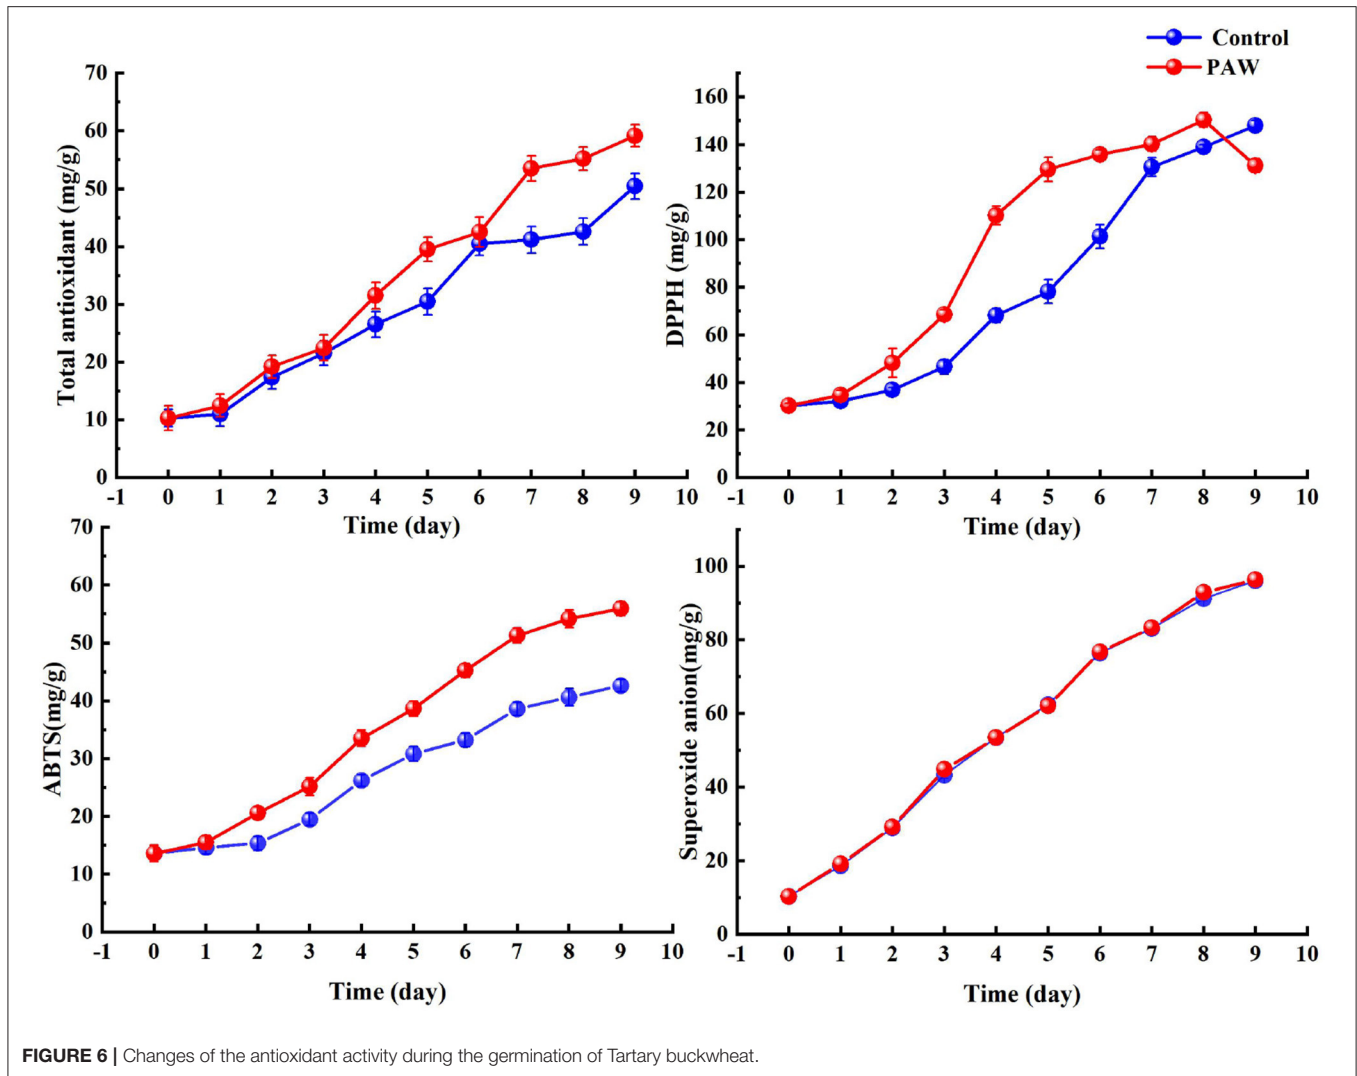 Control
PAW
Total antioxidant (mg/g)
70
60
50
40
30
20
10
0
-1 0 1 2 3 4 5 6 7 8 9 10
Time (day)
DPPH (mg/g)
160
140
120
100
80
60
40
20
0
-1 0 1 2 3 4 5 6 7 8 9 10
Time (day)
ABTS(mg/g)
70
60
50
40
30
20
10
0
-1 0 1 2 3 4 5 6 7 8 9 10
Time (day)
Superoxide anion(mg/g)
100
80
60
40
20
0
-1 0 1 2 3 4 5 6 7 8 9 10
Time (day)
FIGURE 6 | Changes of the antioxidant activity during the germination of Tartary buckwheat.